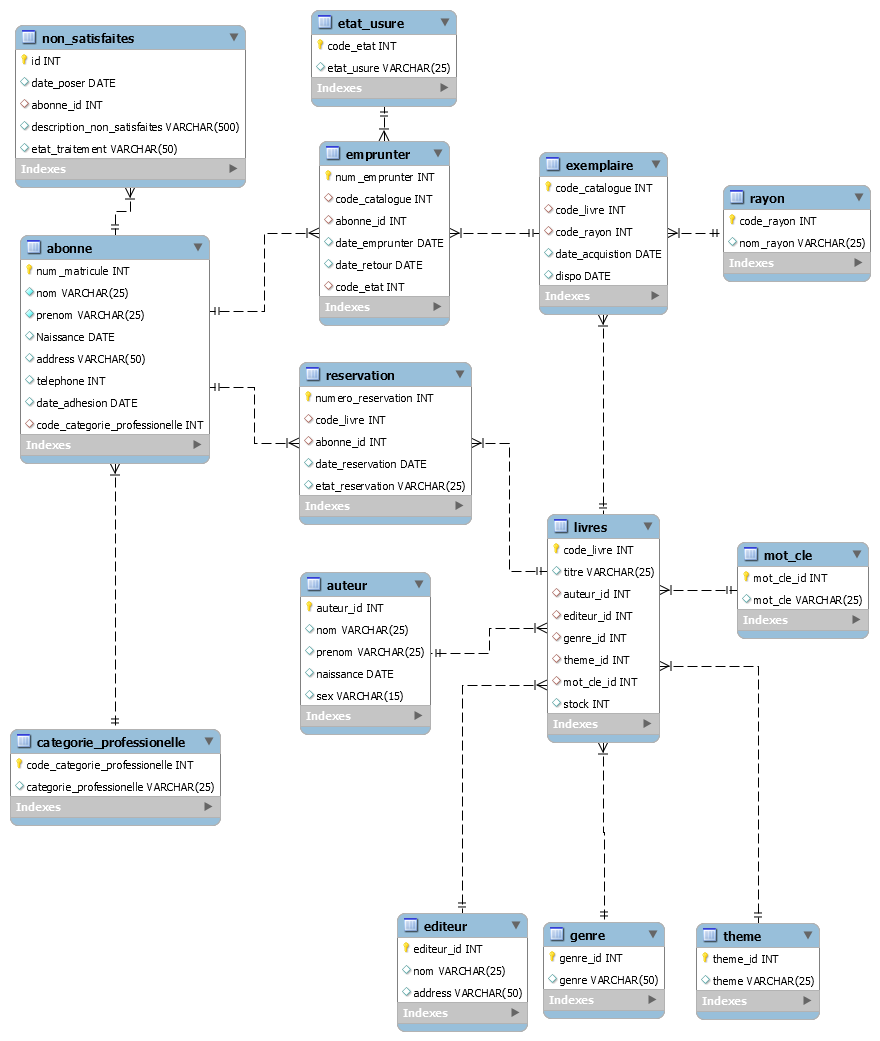 non_satisfaites
id INT
date_poser DATE
abonne_id INT
description_non_satisfaites VARCHAR(500)
etat_traitement VARCHAR(50)
Indexes
etat_usure
code_etat INT
etat_usure VARCHAR(25)
Indexes
emprunter
num_emprunter INT
code_catalogue INT
abonne_id INT
date_emprunter DATE
date_retour DATE
code_etat INT
Indexes
exemplaire
code_catalogue INT
code_livre INT
code_rayon INT
date_acquistion DATE
dispo DATE
Indexes
rayon
code_rayon INT
nom_rayon VARCHAR(25)
Indexes
abonne
num_matricule INT
nom VARCHAR(25)
prenom VARCHAR(25)
Naissance DATE
address VARCHAR(50)
telephone INT
date_adhesion DATE
code_categorie_professionelle INT
Indexes
reservation
numero_reservation INT
code_livre INT
abonne_id INT
date_reservation DATE
etat_reservation VARCHAR(25)
Indexes
livres
code_livre INT
titre VARCHAR(25)
auteur_id INT
editeur_id INT
genre_id INT
theme_id INT
mot_cle_id INT
stock INT
Indexes
mot_cle
mot_cle_id INT
mot_cle VARCHAR(25)
Indexes
auteur
auteur_id INT
nom VARCHAR(25)
prenom VARCHAR(25)
naissance DATE
sex VARCHAR(15)
Indexes
categorie_professionelle
code_categorie_professionelle INT
categorie_professionelle VARCHAR(25)
Indexes
editeur
editeur_id INT
nom VARCHAR(25)
address VARCHAR(50)
Indexes
genre
genre_id INT
genre VARCHAR(50)
Indexes
theme
theme_id INT
theme VARCHAR(25)
Indexes